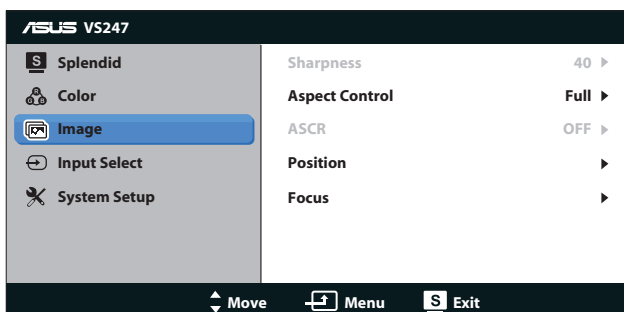 ASUS VS247
S Splendid
Color
Image
Input Select
System Setup
Sharpness 40
Aspect Control Full
ASCR OFF
Position
Focus
Move Menu S Exit